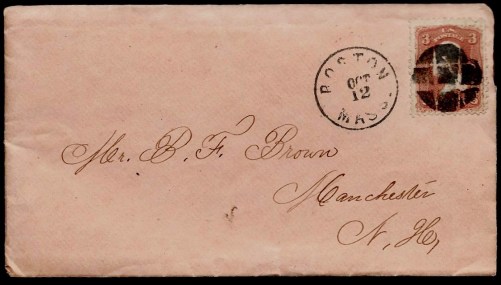 BOSTON
OCT
12
MASS.
3 3
Mr. B. F. Brown
Manchester
N. H,